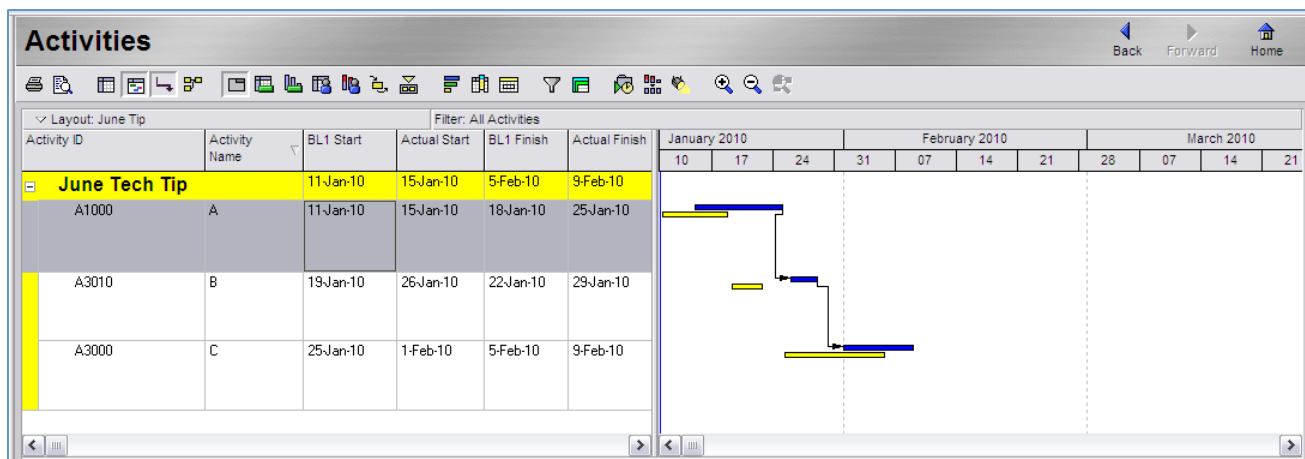 Activities
Back Forward Home
Layout: June Tip Filter: All Activities
Activity ID Activity Name BL1 Start Actual Start BL1 Finish Actual Finish January 2010 February 2010 March 2010
10 17 24 31 07 14 21 28 07 14 21
June Tech Tip 11-Jan-10 15-Jan-10 5-Feb-10 9-Feb-10
A1000 A 11-Jan-10 15-Jan-10 18-Jan-10 25-Jan-10
A3010 B 19-Jan-10 26-Jan-10 22-Jan-10 29-Jan-10
A3000 C 25-Jan-10 1-Feb-10 5-Feb-10 9-Feb-10